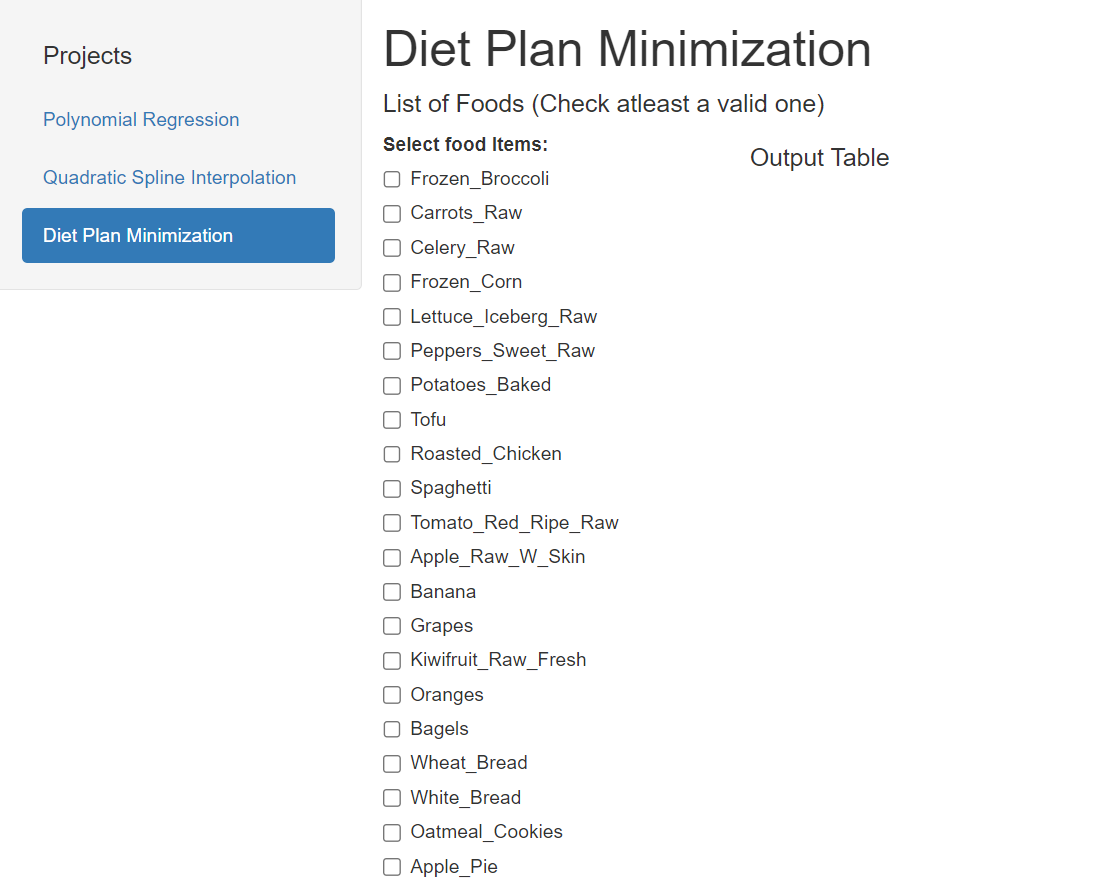 Projects
Polynomial Regression
Quadratic Spline Interpolation
Diet Plan Minimization
Diet Plan Minimization
List of Foods (Check atleast a valid one)
Select food Items:
Frozen_Broccoli
Carrots_Raw
Celery_Raw
Frozen_Corn
Lettuce_Iceberg_Raw
Peppers_Sweet_Raw
Potatoes_Baked
Tofu
Roasted_Chicken
Spaghetti
Tomato_Red_Ripe_Raw
Apple_Raw_W_Skin
Banana
Grapes
Kiwifruit_Raw_Fresh
Oranges
Bagels
Wheat_Bread
White_Bread
Oatmeal_Cookies
Apple_Pie
Output Table